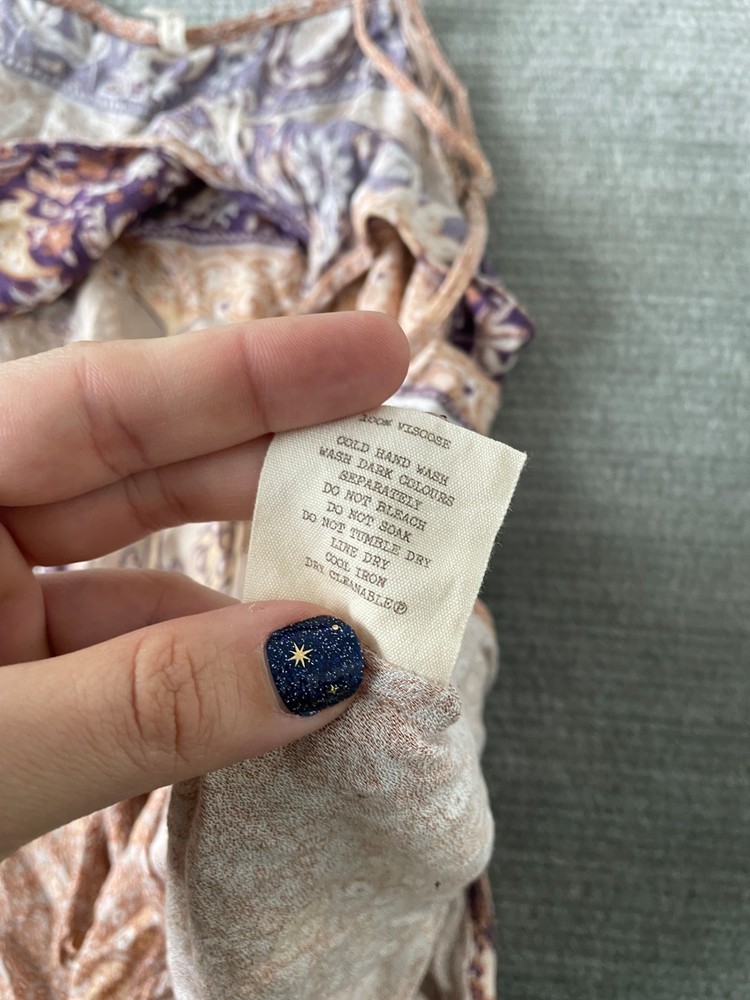 100% VISCOSE
COLD HAND WASH
WASH DARK COLOURS
SEPARATELY
DO NOT BLEACH
DO NOT SOAK
DO NOT TUMBLE DRY
LINE DRY
COOL IRON
DRY CLEANABLE Ⓟ